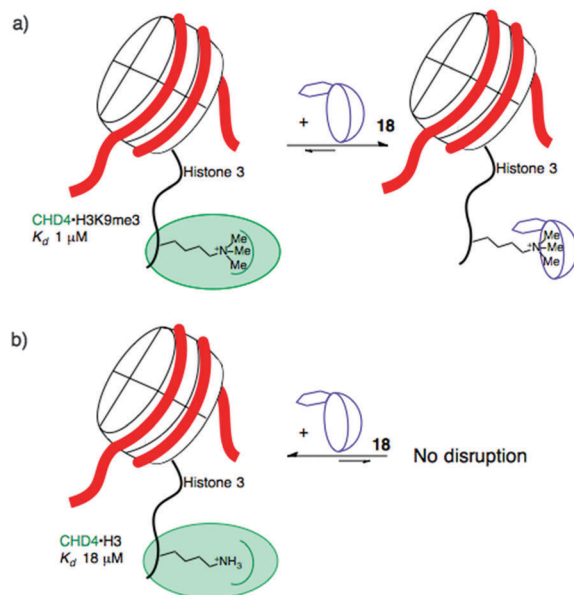 a)
+
18
Histone 3
Histone 3
CHD4•H3K9me3
Kd 1 μM
Me
+N Me
Me
Me
+N Me
Me
b)
+
18
No disruption
Histone 3
CHD4•H3
Kd 18 μM
+NH3